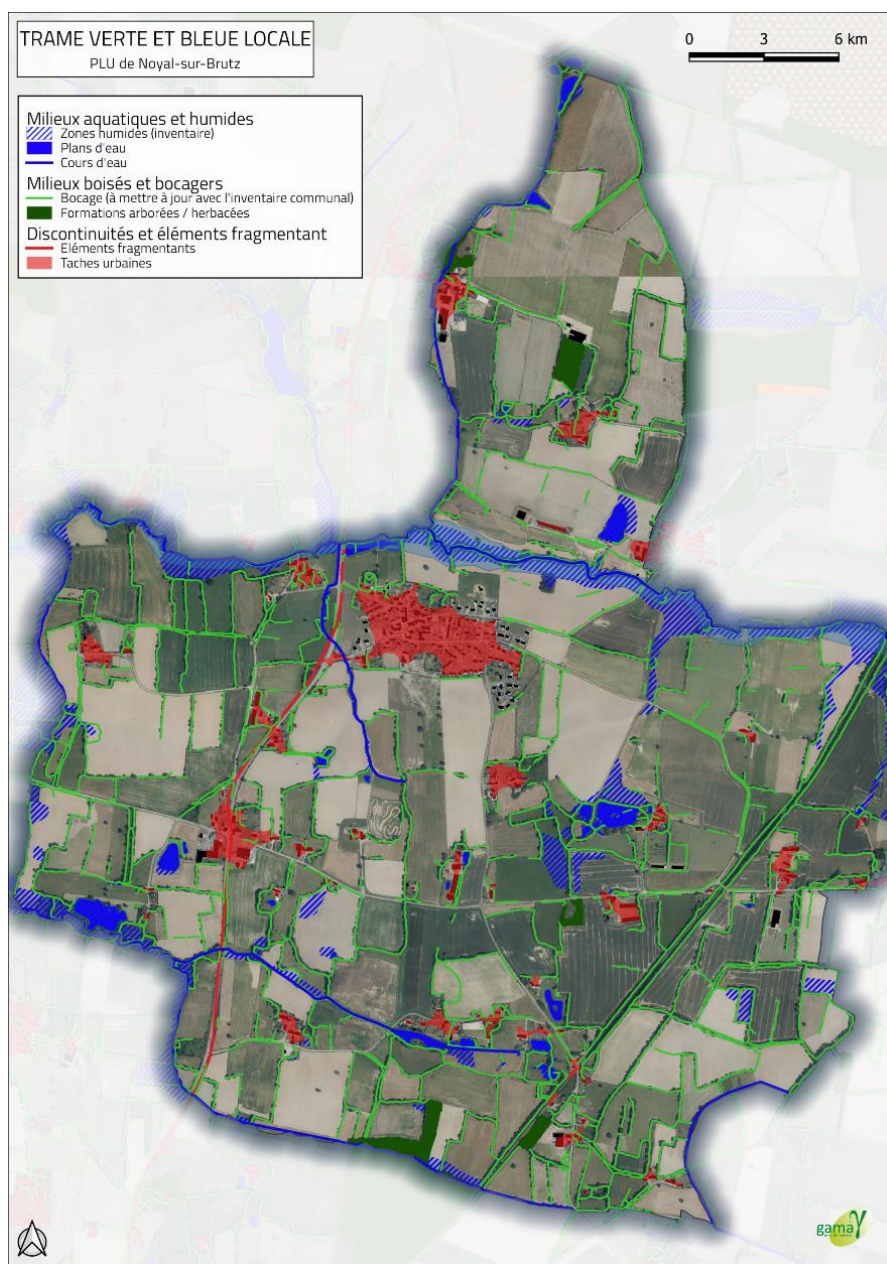 TRAME VERTE ET BLEUE LOCALE
PLU de Noyal-sur-Brutz
0 3 6 km
Milieux aquatiques et humides
Zones humides (inventaire)
Plans d'eau
Cours d'eau
Milieux boisés et bocagers
Bocage (à mettre à jour avec l'inventaire communal)
Formations arborées / herbacées
Discontinuités et éléments fragmentant
Eléments fragmentants
Taches urbaines
gama